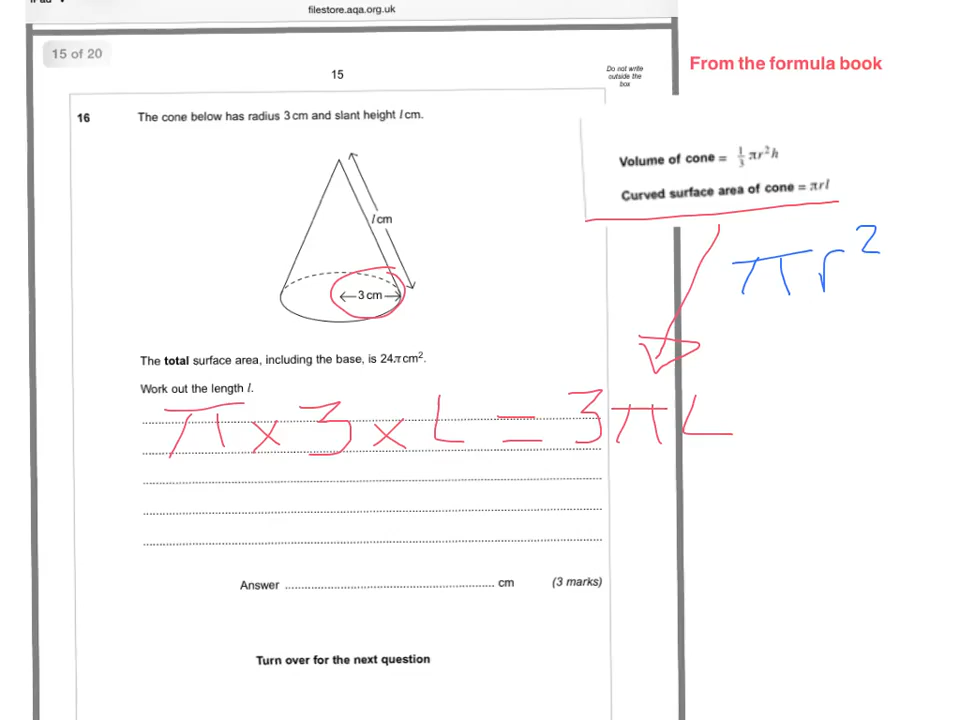 filestore.aqa.org.uk
15 of 20
15
Do not write
outside the
box
From the formula book
16 The cone below has radius 3 cm and slant height l cm.
Volume of cone = 1/3 πr²h
Curved surface area of cone = πrl
πr²
l cm
3 cm
The total surface area, including the base, is 24π cm².
Work out the length l.
π × 3 × L = 3πL
Answer ........................................ cm (3 marks)
Turn over for the next question